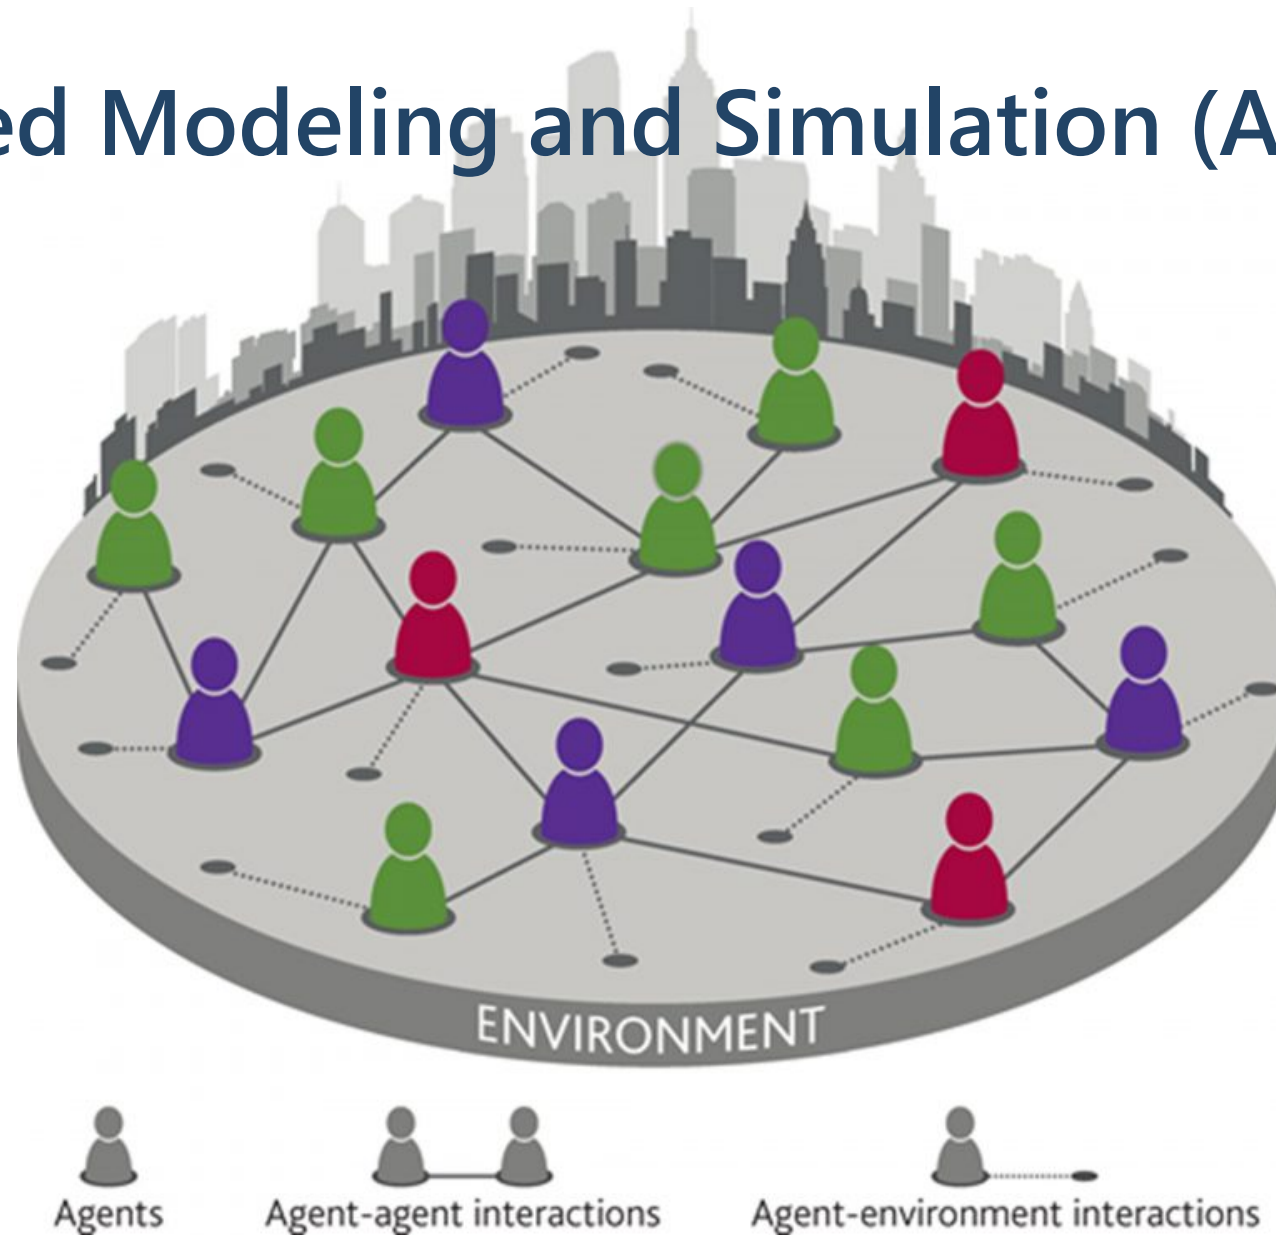 ed Modeling and Simulation (A
ENVIRONMENT
Agents
Agent-agent interactions
Agent-environment interactions